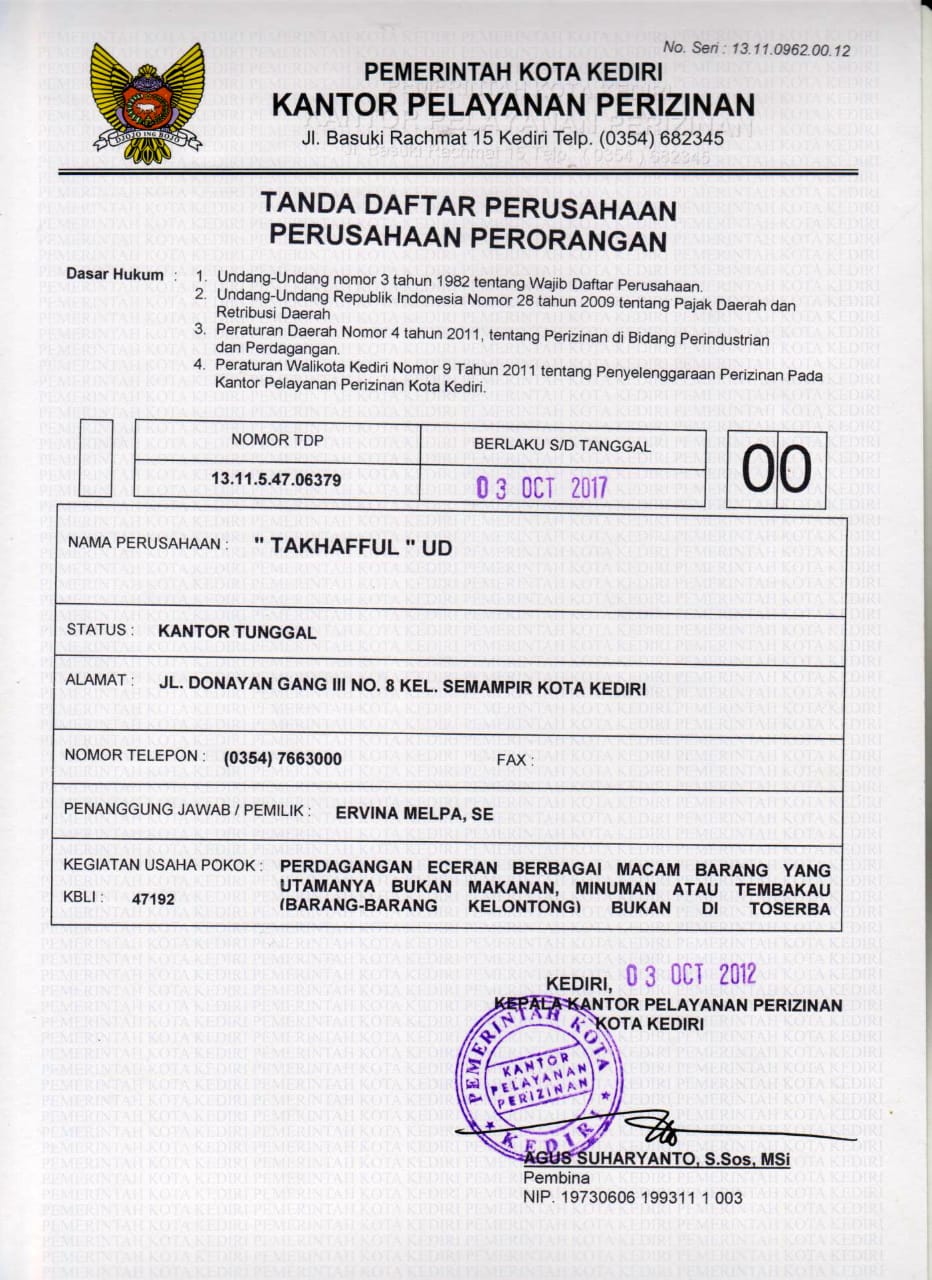 No. Seri : 13.11.0962.00.12
PEMERINTAH KOTA KEDIRI
KANTOR PELAYANAN PERIZINAN
Jl. Basuki Rachmat 15 Kediri Telp. (0354) 682345
DJOJO ING BOJO
TANDA DAFTAR PERUSAHAAN
PERUSAHAAN PERORANGAN
Dasar Hukum : 1. Undang-Undang nomor 3 tahun 1982 tentang Wajib Daftar Perusahaan.
2. Undang-Undang Republik Indonesia Nomor 28 tahun 2009 tentang Pajak Daerah dan
Retribusi Daerah
3. Peraturan Daerah Nomor 4 tahun 2011, tentang Perizinan di Bidang Perindustrian
dan Perdagangan.
4. Peraturan Walikota Kediri Nomor 9 Tahun 2011 tentang Penyelenggaraan Perizinan Pada
Kantor Pelayanan Perizinan Kota Kediri.
NOMOR TDP
13.11.5.47.06379
BERLAKU S/D TANGGAL
03 OCT 2017
00
NAMA PERUSAHAAN : " TAKHAFFUL " UD
STATUS : KANTOR TUNGGAL
ALAMAT : JL. DONAYAN GANG III NO. 8 KEL. SEMAMPIR KOTA KEDIRI
NOMOR TELEPON : (0354) 7663000 FAX :
PENANGGUNG JAWAB / PEMILIK : ERVINA MELPA, SE
KEGIATAN USAHA POKOK : PERDAGANGAN ECERAN BERBAGAI MACAM BARANG YANG
UTAMANYA BUKAN MAKANAN, MINUMAN ATAU TEMBAKAU
(BARANG-BARANG KELONTONG) BUKAN DI TOSERBA
KBLI : 47192
KEDIRI, 03 OCT 2012
KEPALA KANTOR PELAYANAN PERIZINAN
KOTA KEDIRI
PEMERINTAH KOTA
KANTOR
PELAYANAN
PERIZINAN
KEDIRI
AGUS SUHARYANTO, S.Sos, MSi
Pembina
NIP. 19730606 199311 1 003